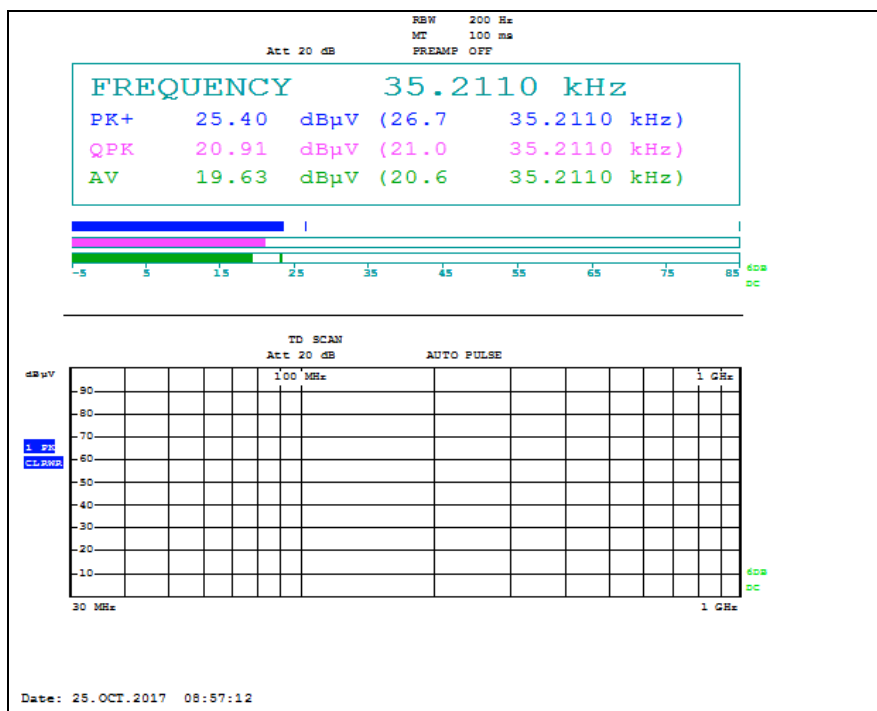 RBW 200 Hz
MT 100 ms
Att 20 dB PREAMP OFF
FREQUENCY 35.2110 kHz
PK+ 25.40 dBµV (26.7 35.2110 kHz)
QPK 20.91 dBµV (21.0 35.2110 kHz)
AV 19.63 dBµV (20.6 35.2110 kHz)
-5 5 15 25 35 45 55 65 75 85
6DB
DC
TD SCAN
Att 20 dB AUTO PULSE
dBµV
100 MHz 1 GHz
90
80
70
1 PK
60
CLRWR
50
40
30
20
10
6DB
DC
30 MHz 1 GHz
Date: 25.OCT.2017 08:57:12